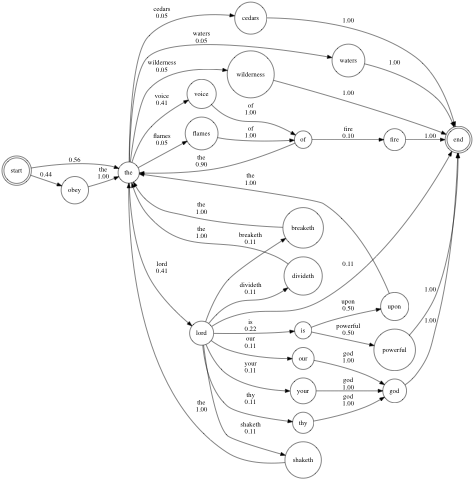 cedars
0.05
cedars
1.00
waters
0.05
waters
1.00
wilderness
0.05
wilderness
1.00
voice
0.41
voice
of
1.00
flames
0.05
flames
of
1.00
of
fire
0.10
fire
1.00
end
start
0.56
0.44
obey
the
1.00
the
the
0.90
the
1.00
the
1.00
breaketh
0.11
breaketh
the
1.00
divideth
0.11
divideth
0.11
lord
0.41
lord
is
0.22
is
upon
0.50
upon
powerful
0.50
powerful
1.00
1.00
our
0.11
our
god
1.00
your
0.11
your
god
1.00
god
thy
0.11
thy
god
1.00
the
1.00
shaketh
0.11
shaketh